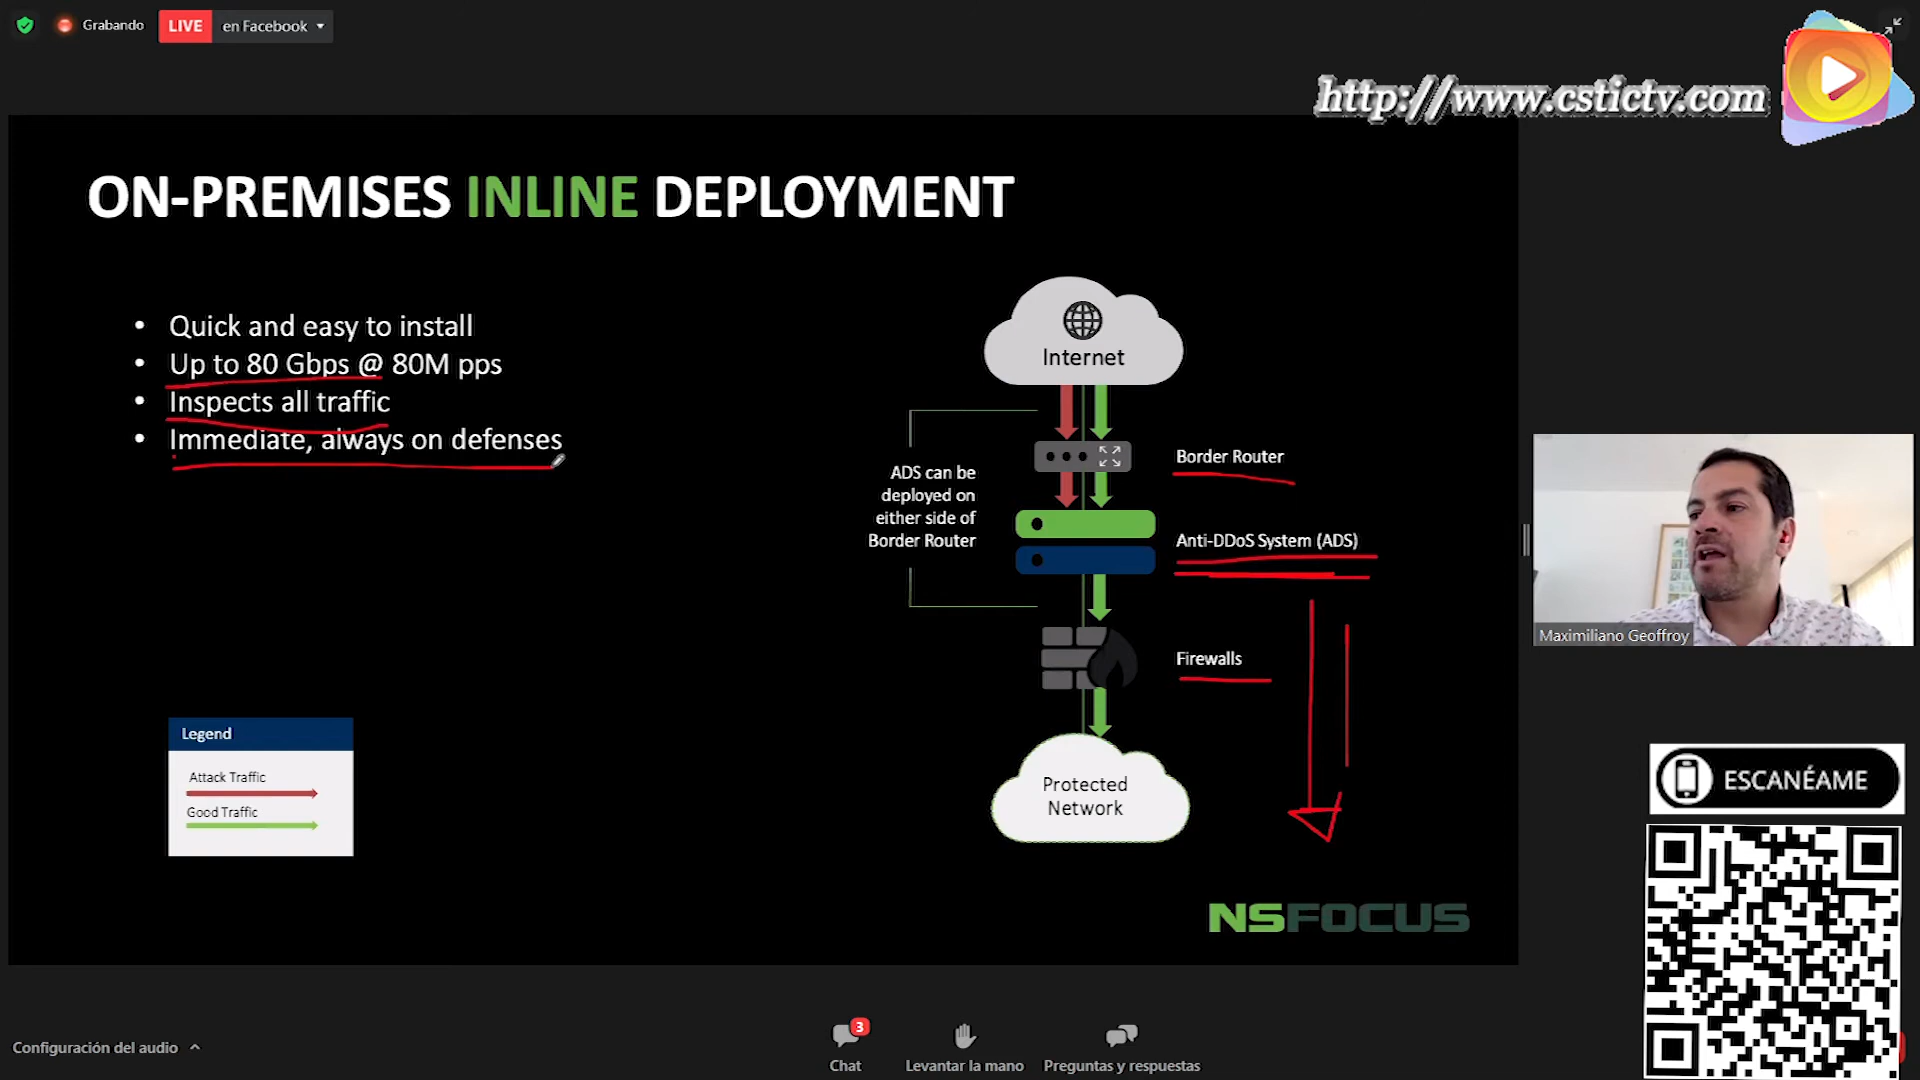 Grabando
LIVE
en Facebook
http://www.cstictv.com
ON-PREMISES INLINE DEPLOYMENT
• Quick and easy to install
• Up to 80 Gbps @ 80M pps
• Inspects all traffic
• Immediate, always on defenses
Internet
Border Router
ADS can be
deployed on
either side of
Border Router
Anti-DDoS System (ADS)
Firewalls
Protected
Network
Legend
Attack Traffic
Good Traffic
NSFOCUS
Maximiliano Geoffroy
ESCANÉAME
Configuración del audio
3
Chat
Levantar la mano
Preguntas y respuestas